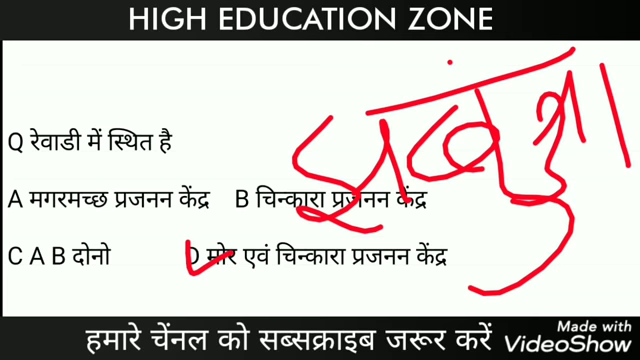 HIGH EDUCATION ZONE
Q रेवाडी में स्थित है
A मगरमच्छ प्रजनन केंद्र B चिन्कारा प्रजनन केंद्र
C A B दोनो D मोर एवं चिन्कारा प्रजनन केंद्र
हमारे चेंनल को सब्सक्राइब जरूर करें
Made with
VideoShow